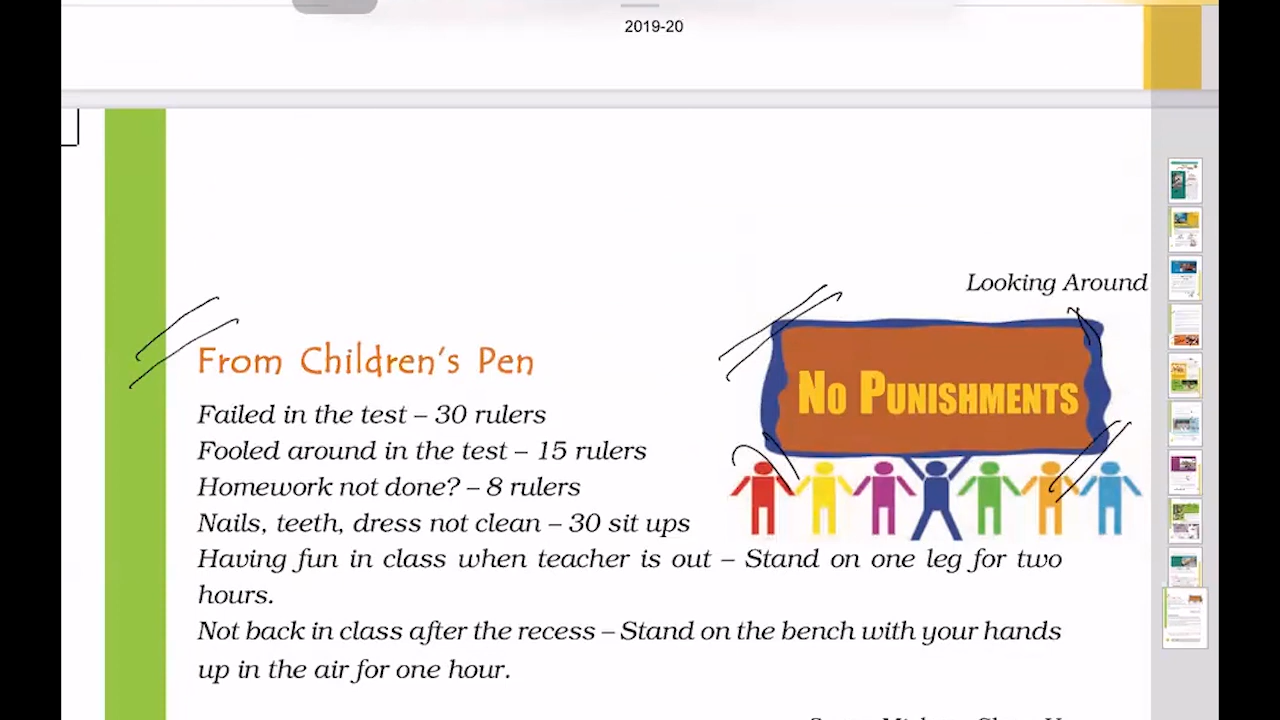 2019-20
Looking Around
From Children's Pen
No Punishments
Failed in the test – 30 rulers
Fooled around in the test – 15 rulers
Homework not done? – 8 rulers
Nails, teeth, dress not clean – 30 sit ups
Having fun in class when teacher is out – Stand on one leg for two
hours.
Not back in class after the recess – Stand on the bench with your hands
up in the air for one hour.